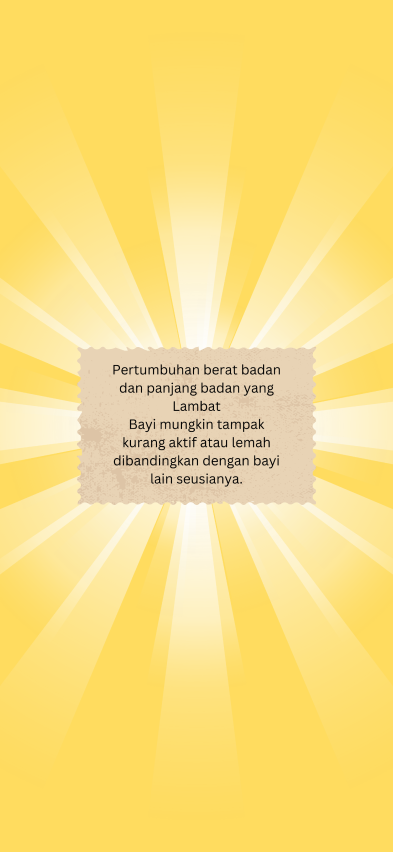 Pertumbuhan berat badan
dan panjang badan yang
Lambat
Bayi mungkin tampak
kurang aktif atau lemah
dibandingkan dengan bayi
lain seusianya.